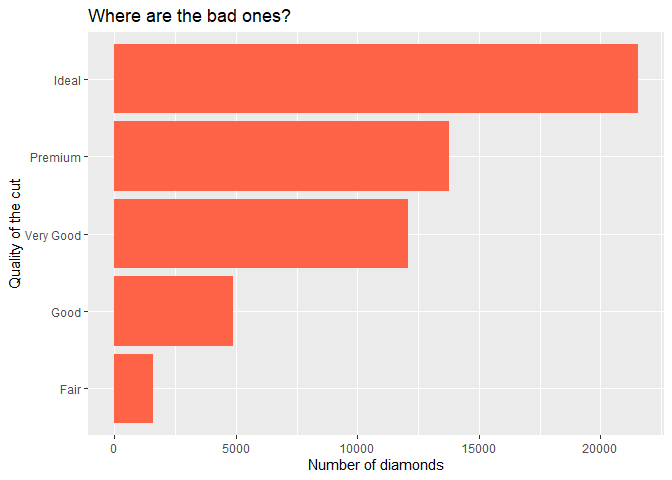 Where are the bad ones?
Quality of the cut
Ideal
Premium
Very Good
Good
Fair
0 5000 10000 15000 20000
Number of diamonds